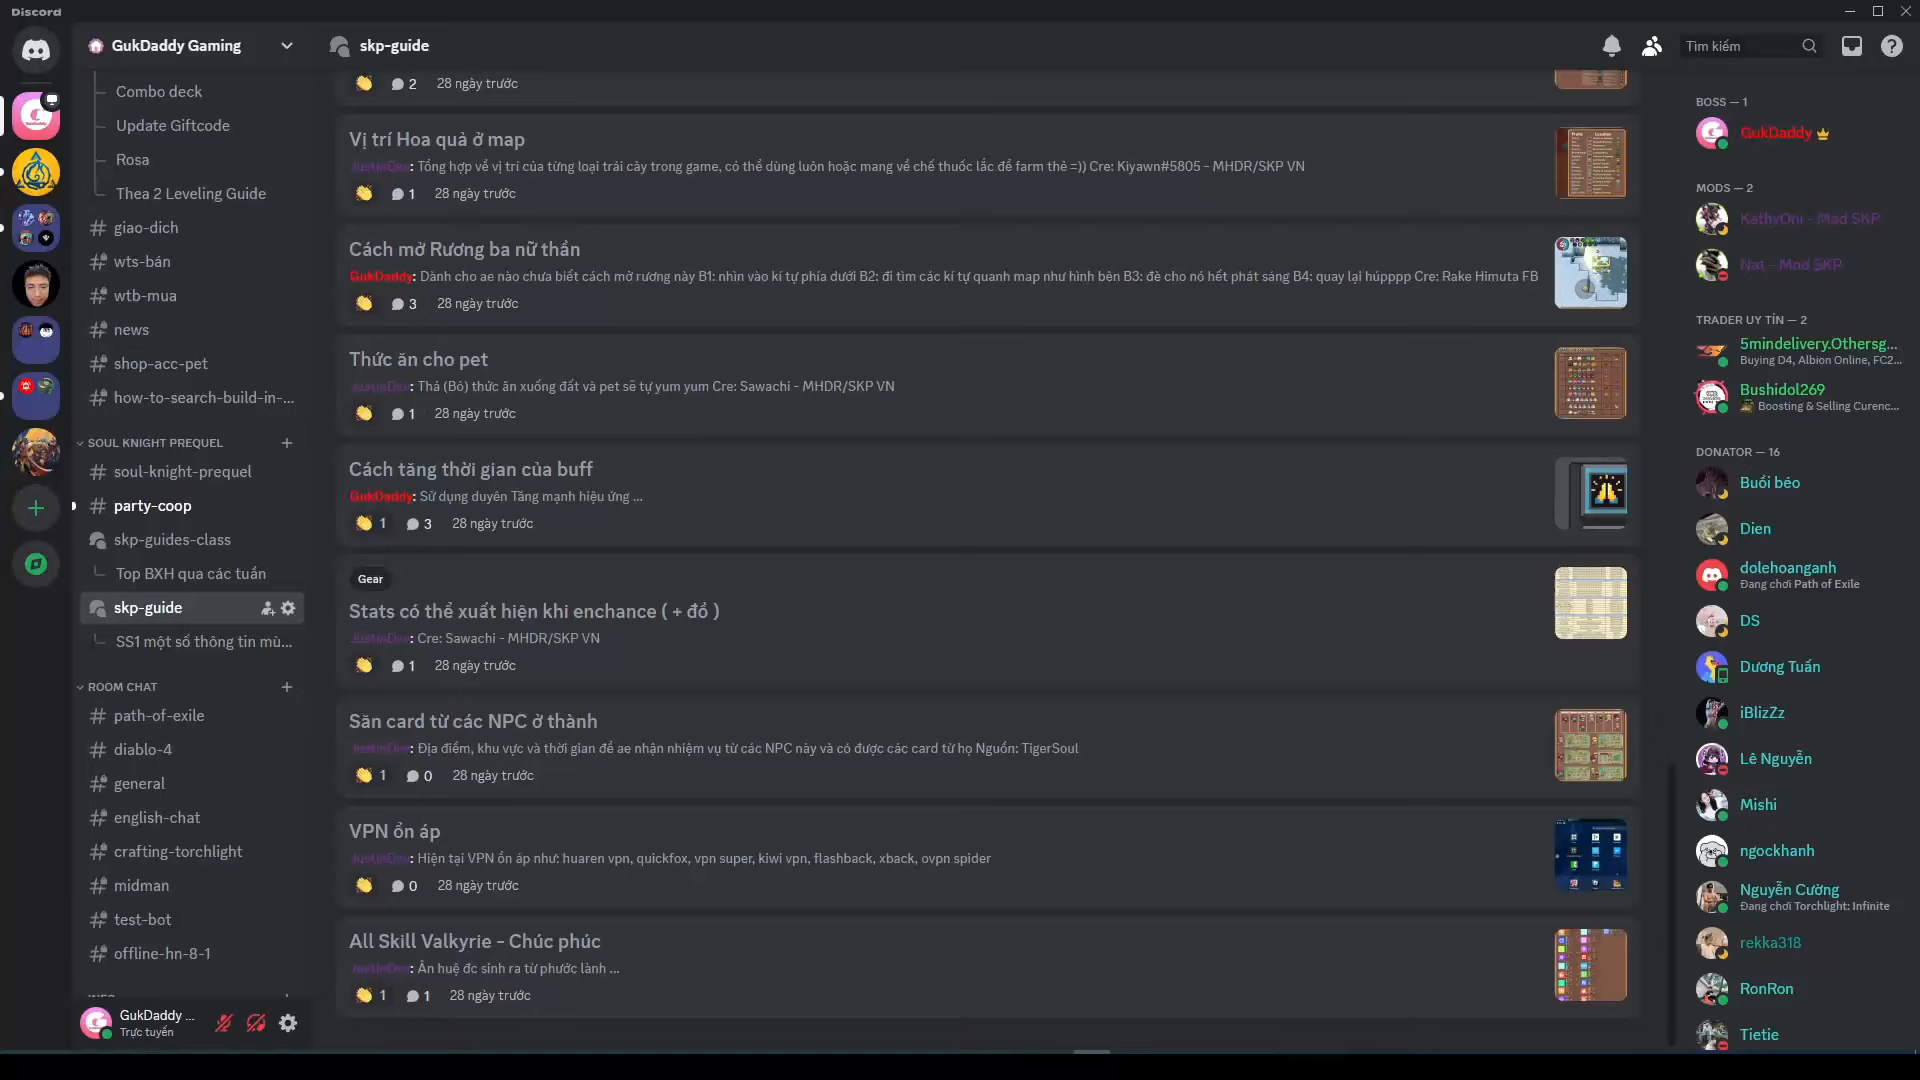 Discord
GukDaddy Gaming
Combo deck
Update Giftcode
Rosa
Thea 2 Leveling Guide
giao-dich
wts-bán
wtb-mua
news
shop-acc-pet
how-to-search-build-in-...
SOUL KNIGHT PREQUEL
soul-knight-prequel
party-coop
skp-guides-class
Top BXH qua các tuần
skp-guide
SS1 một số thông tin mù...
ROOM CHAT
path-of-exile
diablo-4
general
english-chat
crafting-torchlight
midman
test-bot
offline-hn-8-1
GukDaddy ...
Trực tuyến
skp-guide
Tìm kiếm
2 28 ngày trước
Vị trí Hoa quả ở map
JustinDev: Tổng hợp về vị trí của từng loại trái cây trong game, có thể dùng luôn hoặc mang về chế thuốc lắc để farm thẻ =)) Cre: Kiyawn#5805 - MHDR/SKP VN
1 28 ngày trước
Cách mở Rương ba nữ thần
GukDaddy: Dành cho ae nào chưa biết cách mở rương này B1: nhìn vào kí tự phía dưới B2: đi tìm các kí tự quanh map như hình bên B3: đè cho nó hết phát sáng B4: quay lại húpppp Cre: Rake Himuta FB
3 28 ngày trước
Thức ăn cho pet
JustinDev: Thả (Bỏ) thức ăn xuống đất và pet sẽ tự yum yum Cre: Sawachi - MHDR/SKP VN
1 28 ngày trước
Cách tăng thời gian của buff
GukDaddy: Sử dụng duyên Tăng mạnh hiệu ứng ...
1 3 28 ngày trước
Gear
Stats có thể xuất hiện khi enchance ( + đồ )
JustinDev: Cre: Sawachi - MHDR/SKP VN
1 28 ngày trước
Săn card từ các NPC ở thành
JustinDev: Địa điểm, khu vực và thời gian để ae nhận nhiệm vụ từ các NPC này và có được các card từ họ Nguồn: TigerSoul
1 0 28 ngày trước
VPN ổn áp
JustinDev: Hiện tại VPN ổn áp như: huaren vpn, quickfox, vpn super, kiwi vpn, flashback, xback, ovpn spider
0 28 ngày trước
All Skill Valkyrie - Chúc phúc
JustinDev: Ân huệ đc sinh ra từ phước lành ...
1 1 28 ngày trước
BOSS — 1
GukDaddy
MODS — 2
KathyOni - Mod SKP
Nat - Mod SKP
TRADER UY TÍN — 2
5mindelivery.Othersg...
Buying D4, Albion Online, FC2...
Bushidol269
Boosting & Selling Curenc...
DONATOR — 16
Buổi béo
Dien
dolehoanganh
Đang chơi Path of Exile
DS
Dương Tuấn
iBlizZz
Lê Nguyễn
Mishi
ngockhanh
Nguyễn Cường
Đang chơi Torchlight: Infinite
rekka318
RonRon
Tietie